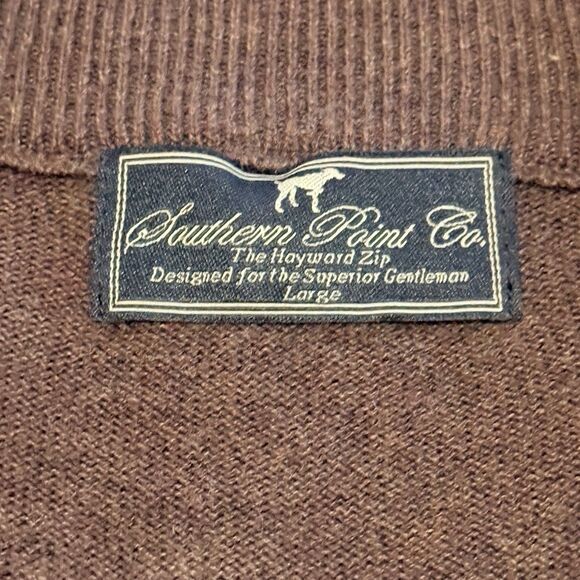 Southern Point Co.
The Hayward Zip
Designed for the Superior Gentleman
Large